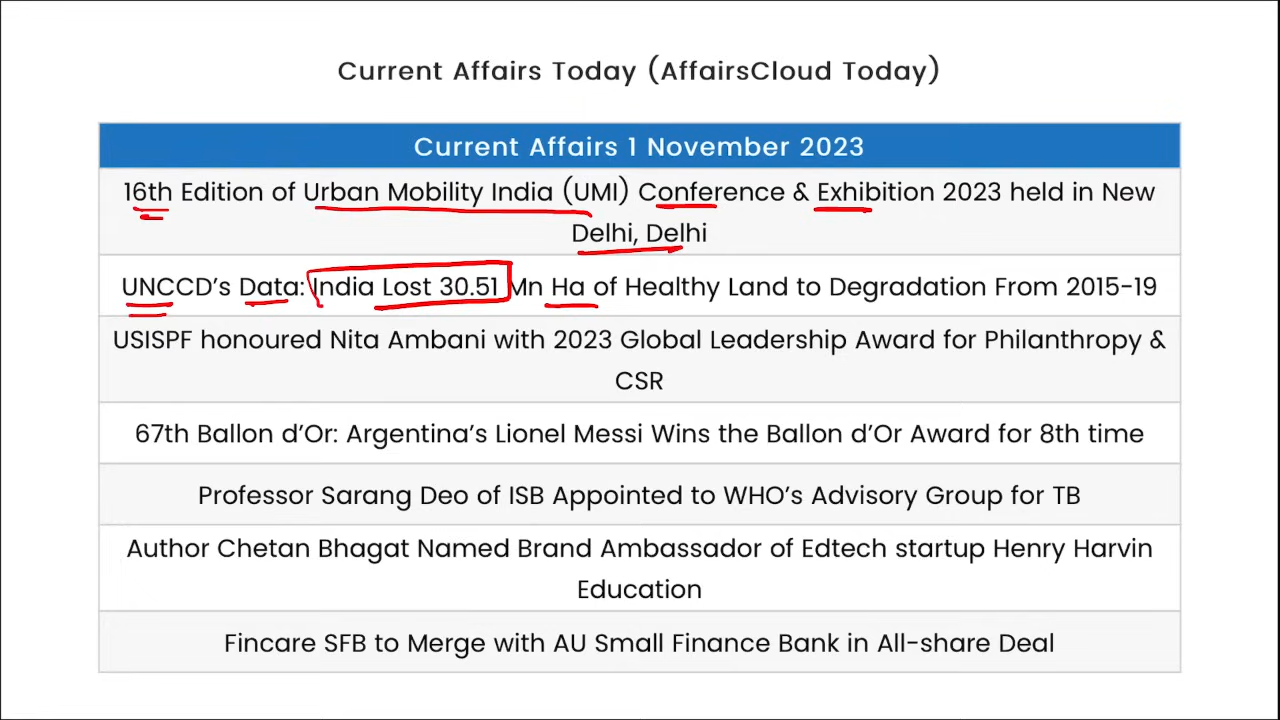 Current Affairs Today (AffairsCloud Today)
Current Affairs 1 November 2023
16th Edition of Urban Mobility India (UMI) Conference & Exhibition 2023 held in New
Delhi, Delhi
UNCCD’s Data: India Lost 30.51 Mn Ha of Healthy Land to Degradation From 2015-19
USISPF honoured Nita Ambani with 2023 Global Leadership Award for Philanthropy &
CSR
67th Ballon d’Or: Argentina’s Lionel Messi Wins the Ballon d’Or Award for 8th time
Professor Sarang Deo of ISB Appointed to WHO’s Advisory Group for TB
Author Chetan Bhagat Named Brand Ambassador of Edtech startup Henry Harvin
Education
Fincare SFB to Merge with AU Small Finance Bank in All-share Deal